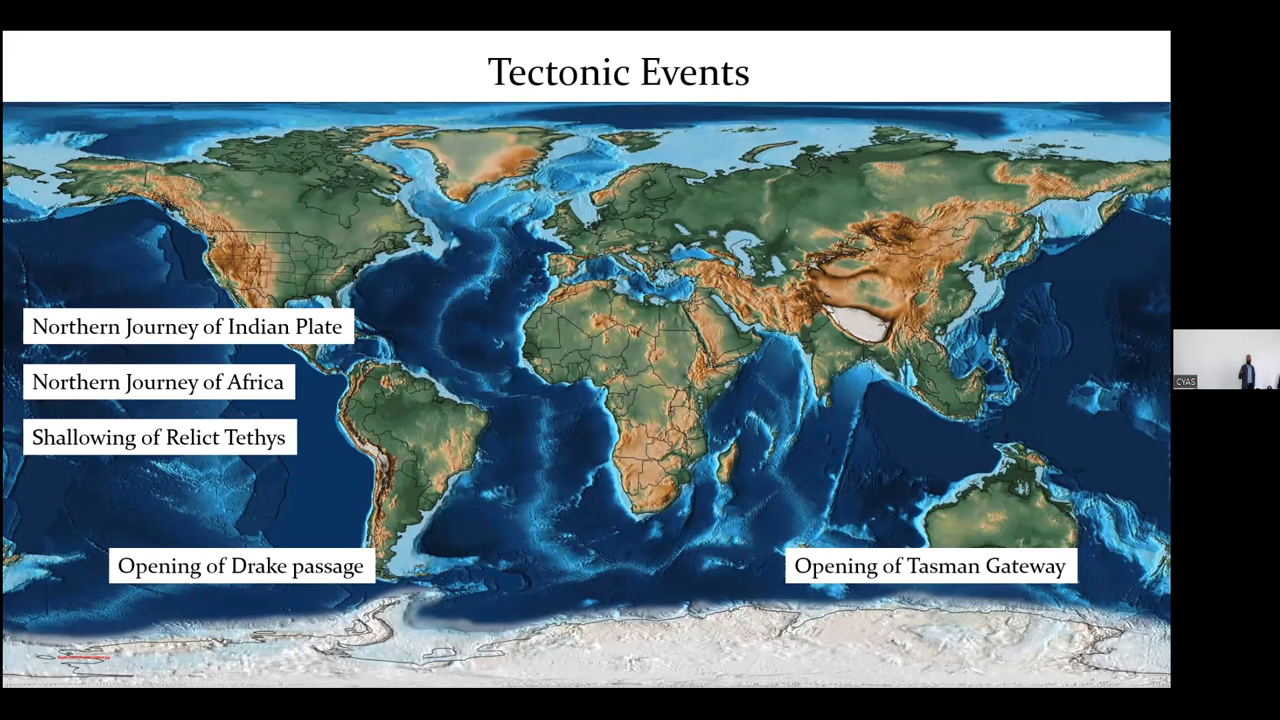 Tectonic Events
Northern Journey of Indian Plate
Northern Journey of Africa
Shallowing of Relict Tethys
Opening of Drake passage
Opening of Tasman Gateway
CYAS